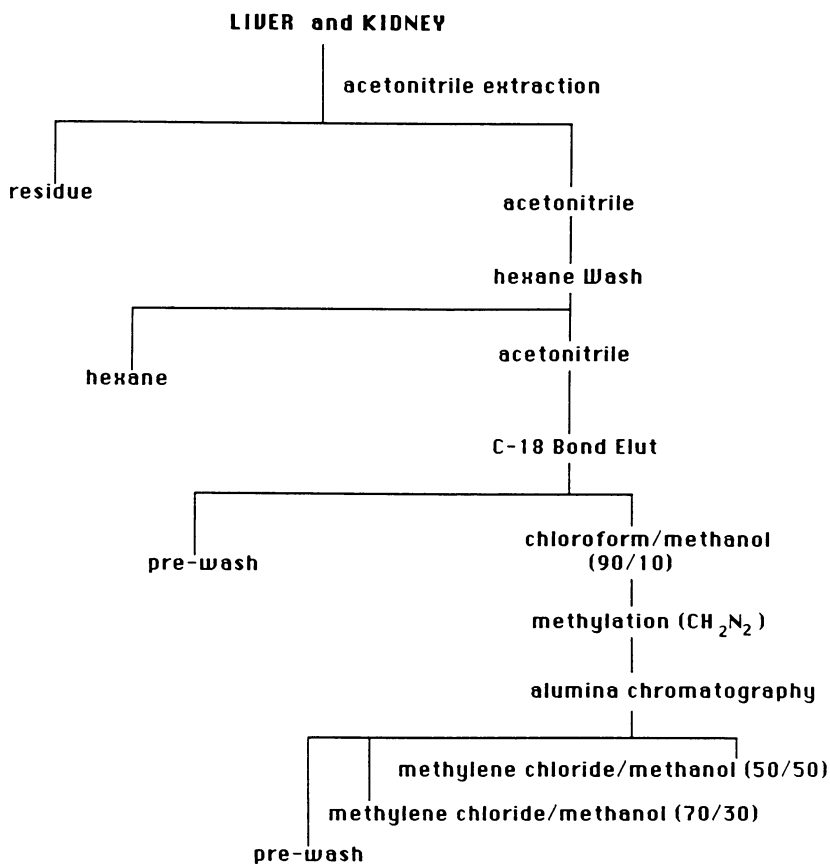 LIVER and KIDNEY
acetonitrile extraction
residue
acetonitrile
hexane Wash
hexane
acetonitrile
C-18 Bond Elut
pre-wash
chloroform/methanol
(90/10)
methylation (CH₂N₂)
alumina chromatography
methylene chloride/methanol (50/50)
methylene chloride/methanol (70/30)
pre-wash